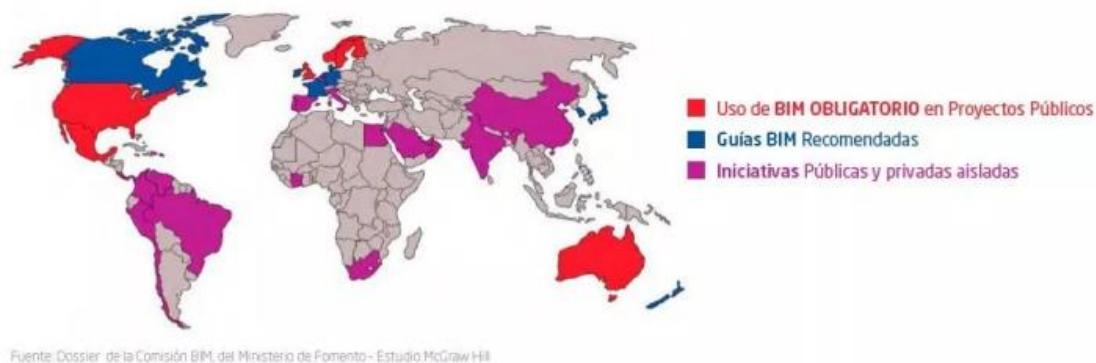 Uso de BIM OBLIGATORIO en Proyectos Públicos
Guías BIM Recomendadas
Iniciativas Públicas y privadas aisladas
Fuente: Dossier de la Comisión BIM, del Ministerio de Fomento - Estudio McGraw Hill